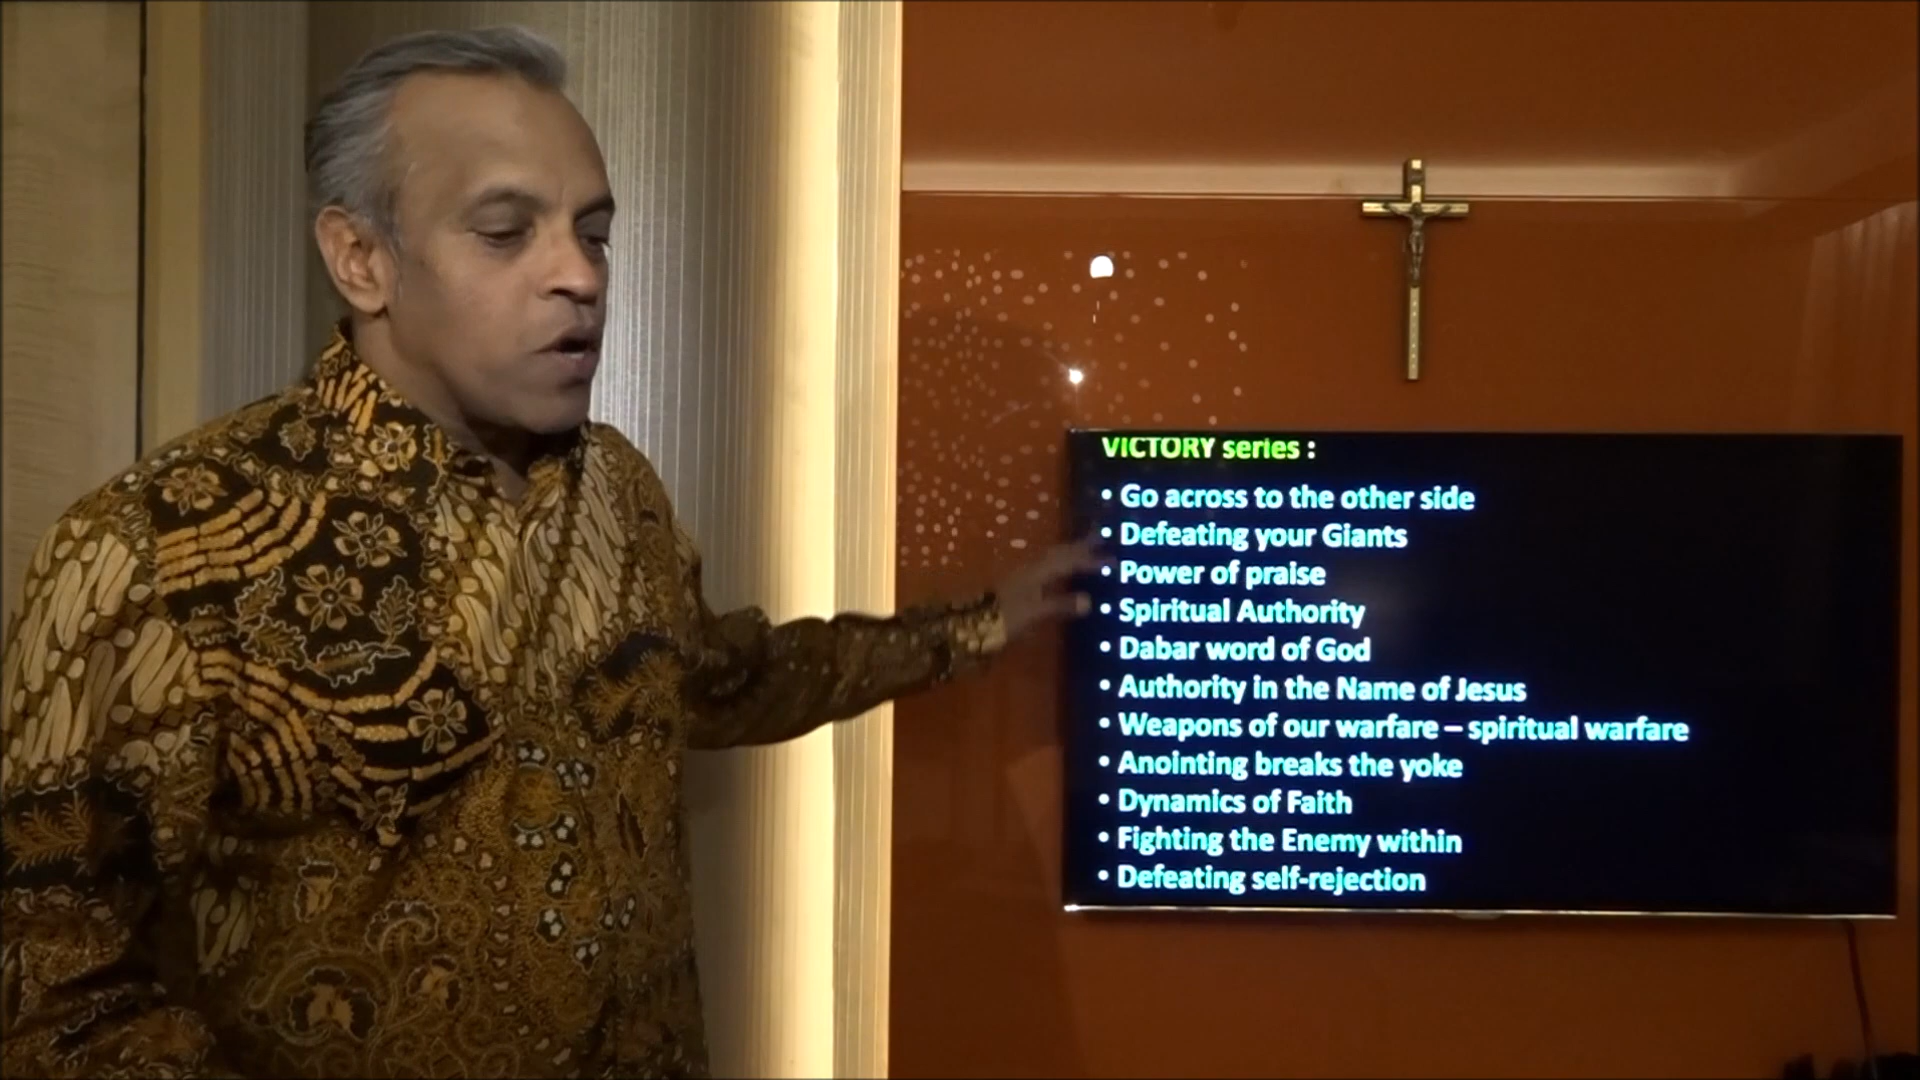 VICTORY series :
• Go across to the other side
• Defeating your Giants
• Power of praise
• Spiritual Authority
• Dabar word of God
• Authority in the Name of Jesus
• Weapons of our warfare – spiritual warfare
• Anointing breaks the yoke
• Dynamics of Faith
• Fighting the Enemy within
• Defeating self-rejection